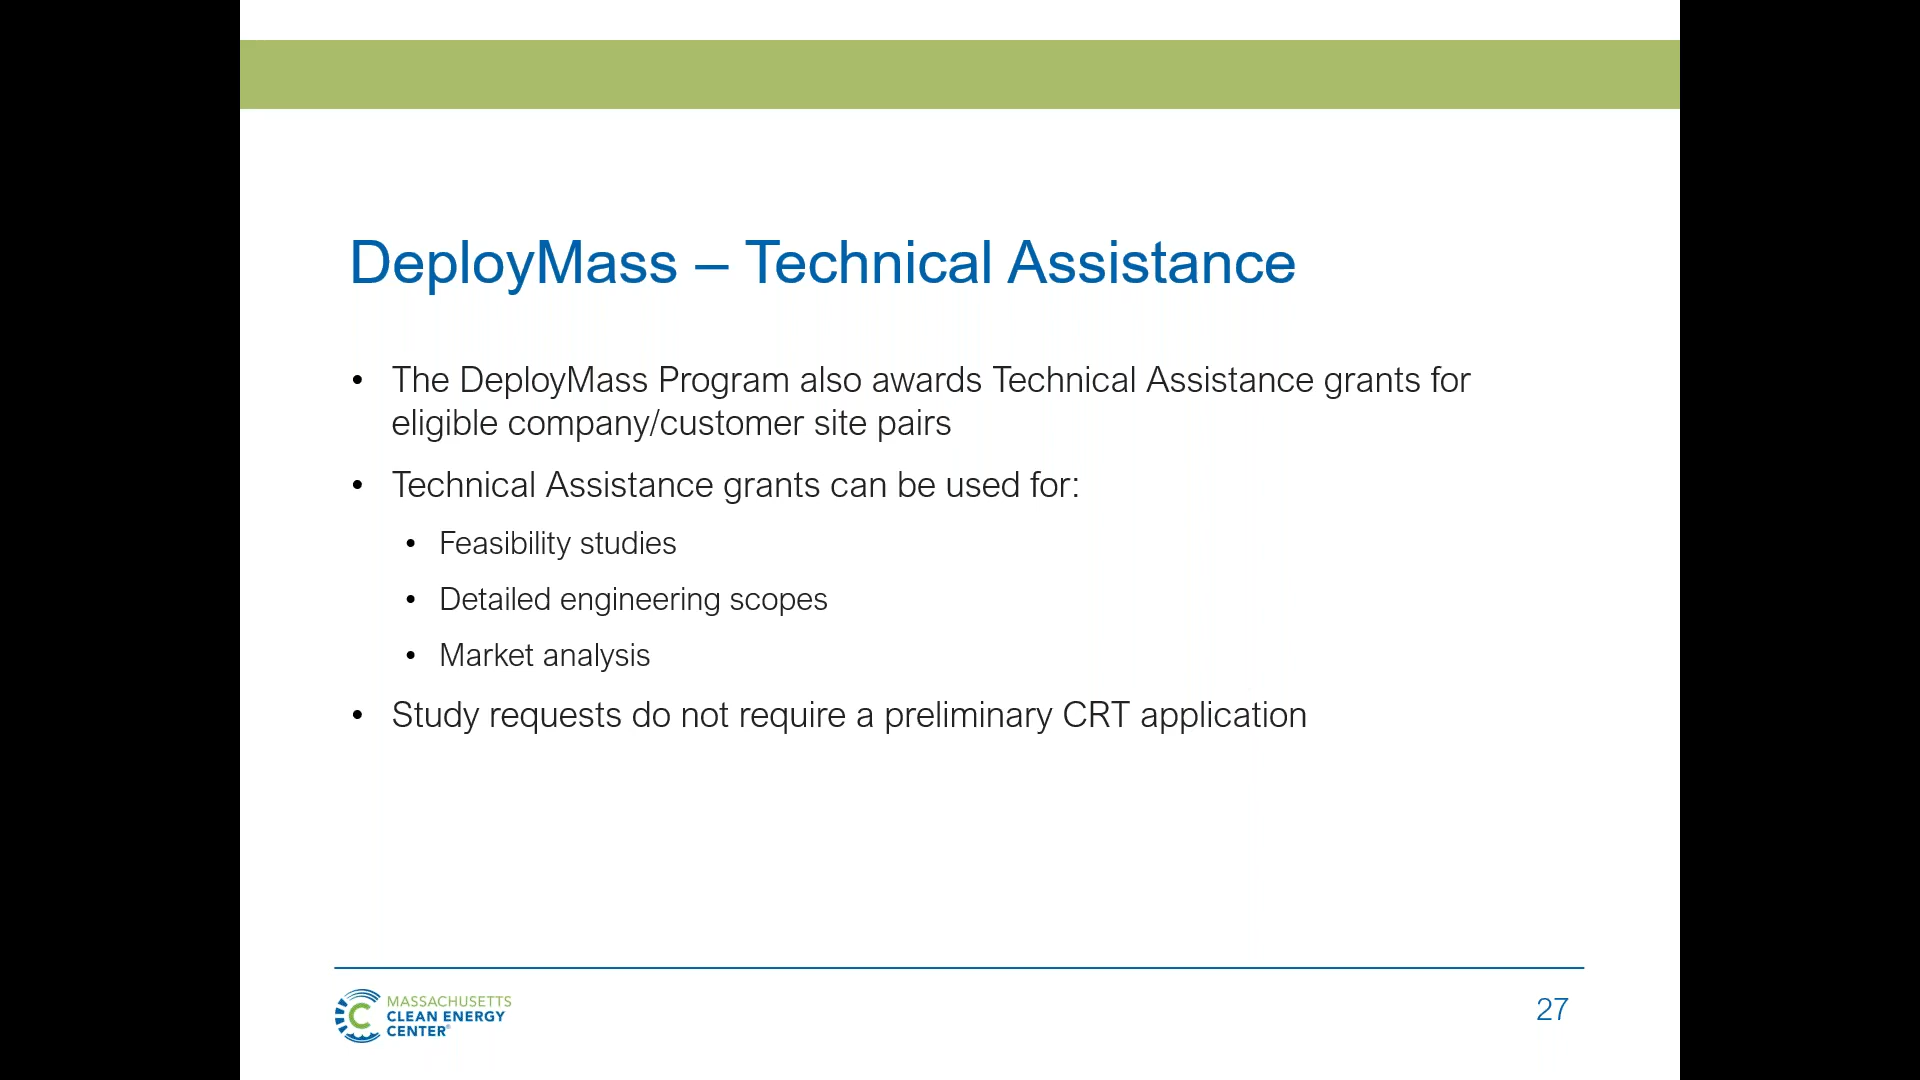 DeployMass – Technical Assistance
• The DeployMass Program also awards Technical Assistance grants for
eligible company/customer site pairs
• Technical Assistance grants can be used for:
• Feasibility studies
• Detailed engineering scopes
• Market analysis
• Study requests do not require a preliminary CRT application
MASSACHUSETTS
CLEAN ENERGY
CENTER®
27